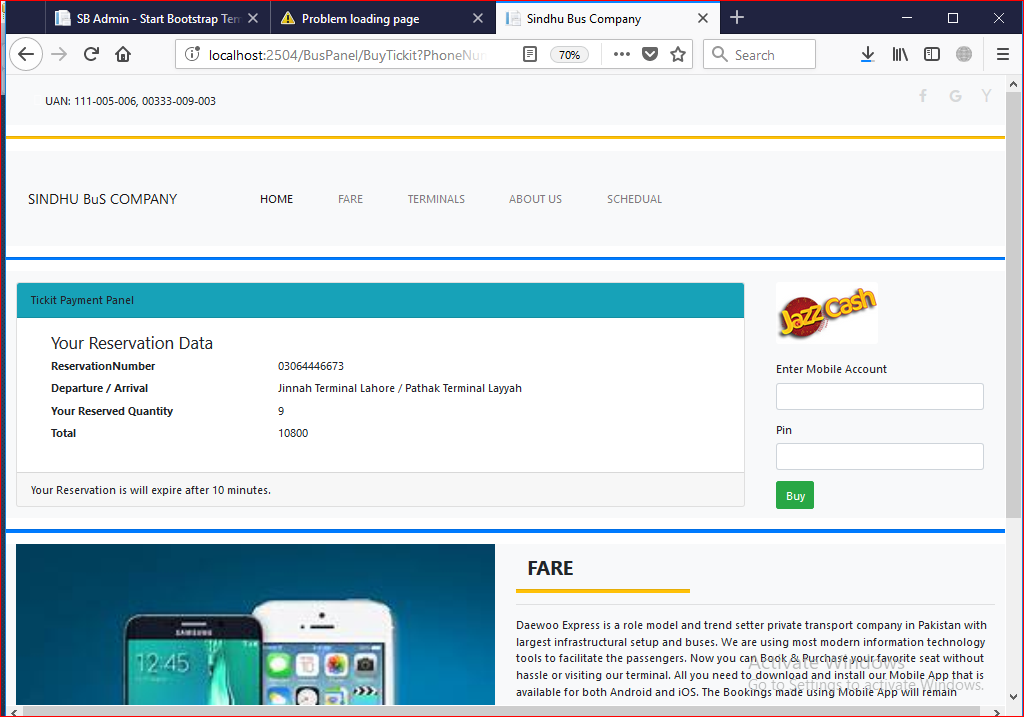 SB Admin - Start Bootstrap Tem
Problem loading page
Sindhu Bus Company
localhost:2504/BusPanel/BuyTickit?PhoneNum
70%
Search
UAN: 111-005-006, 00333-009-003
SINDHU BuS COMPANY
HOME
FARE
TERMINALS
ABOUT US
SCHEDUAL
Tickit Payment Panel
Your Reservation Data
ReservationNumber 03064446673
Departure / Arrival Jinnah Terminal Lahore / Pathak Terminal Layyah
Your Reserved Quantity 9
Total 10800
Your Reservation is will expire after 10 minutes.
JazzCash
Enter Mobile Account
Pin
Buy
SAMSUNG
12:45
FARE
Daewoo Express is a role model and trend setter private transport company in Pakistan with
largest infrastructural setup and buses. We are using most modern information technology
tools to facilitate the passengers. Now you can Book & Purchase your favorite seat without
hassle or visiting our terminal. All you need to download and install our Mobile App that is
available for both Android and iOS. The Bookings made using Mobile App will remain
Activate Windows
Go to Settings to activate Windows.